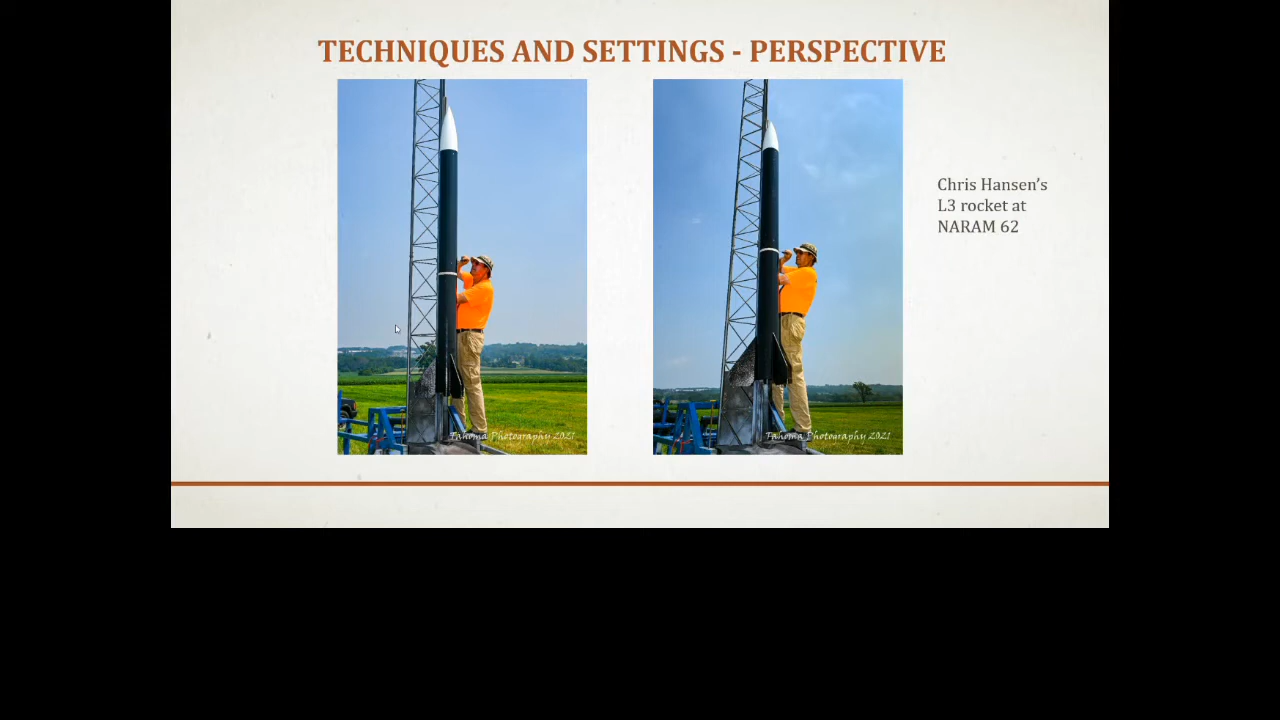 TECHNIQUES AND SETTINGS - PERSPECTIVE
Tahoma Photography 2021
Tahoma Photography 2021
Chris Hansen's
L3 rocket at
NARAM 62